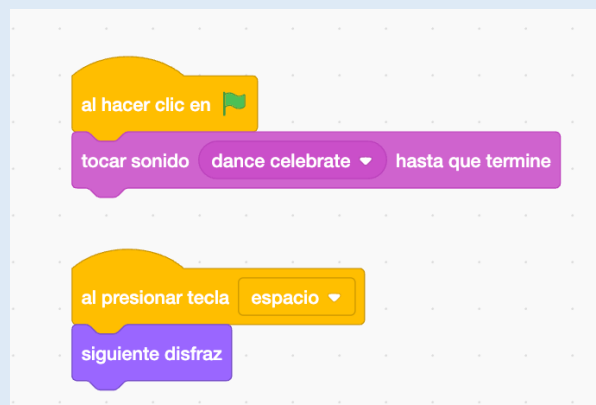 al hacer clic en
tocar sonido dance celebrate hasta que termine
al presionar tecla espacio
siguiente disfraz